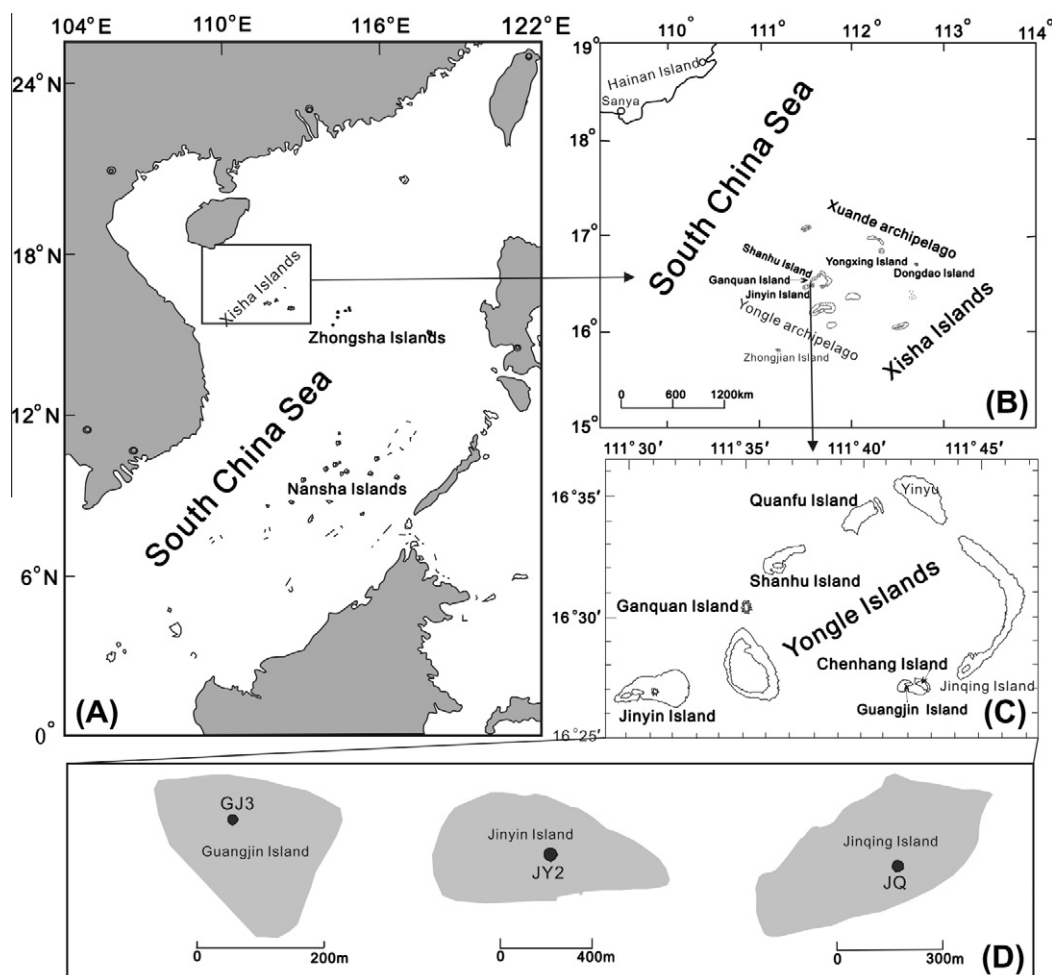 104°E
110°E
116°E
122°E
24°N
18°N
12°N
6°N
0°
Xisha Islands
Zhongsha Islands
South China Sea
Nansha Islands
(A)
110°
111°
112°
113°
114°
19°
18°
17°
16°
15°
Hainan Island
Sanya
South China Sea
Xuande archipelago
Shanhu Island
Yongxing Island
Ganquan Island
Dongdao Island
Jinyin Island
Yongle archipelago
Xisha Islands
Zhongjian Island
0 600 1200km
(B)
111°30′
111°35′
111°40′
111°45′
16°35′
16°30′
16°25′
Quanfu Island
Yinyu
Shanhu Island
Ganquan Island
Yongle Islands
Chenhang Island
Jinqing Island
Jinyin Island
Guangjin Island
(C)
GJ3
Guangjin Island
0 200m
Jinyin Island
JY2
0 400m
Jinqing Island
JQ
0 300m
(D)